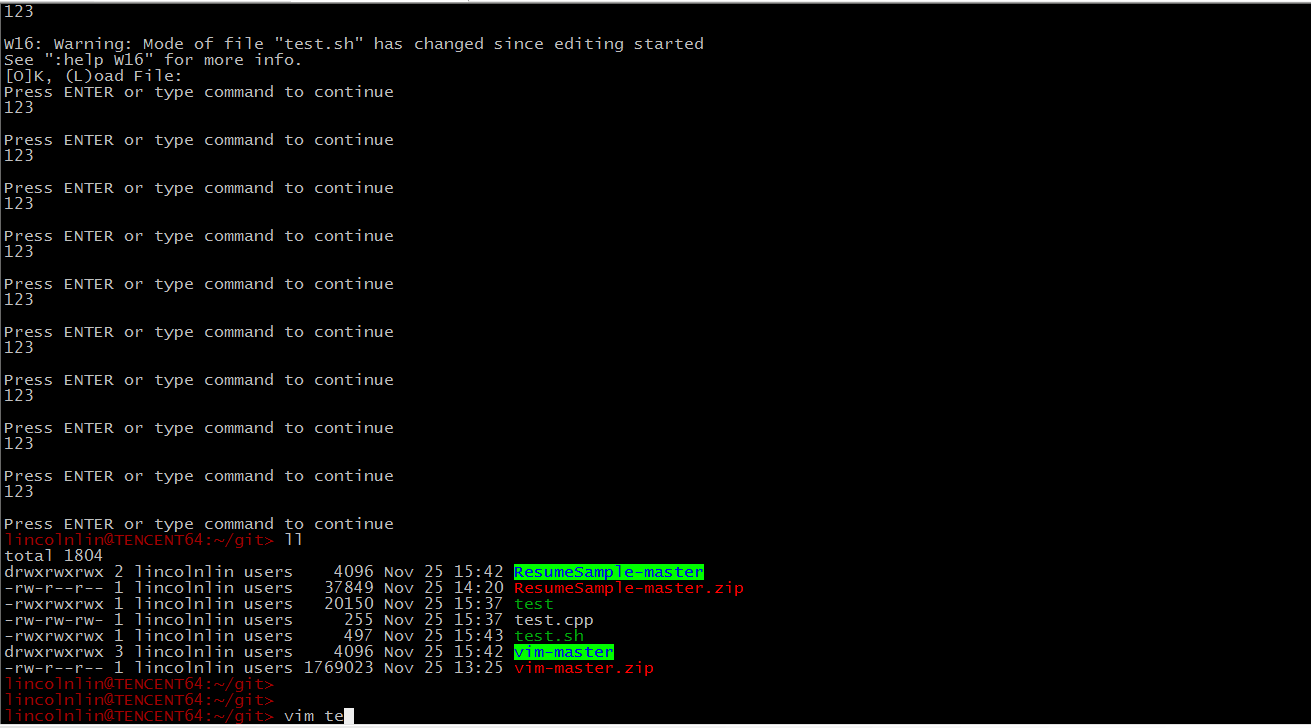 123
W16: Warning: Mode of file "test.sh" has changed since editing started
See ":help W16" for more info.
[O]K, (L)oad File:
Press ENTER or type command to continue
123
Press ENTER or type command to continue
123
Press ENTER or type command to continue
123
Press ENTER or type command to continue
123
Press ENTER or type command to continue
123
Press ENTER or type command to continue
123
Press ENTER or type command to continue
123
Press ENTER or type command to continue
123
Press ENTER or type command to continue
123
Press ENTER or type command to continue
lincolnlin@TENCENT64:~/git> ll
total 1804
drwxrwxrwx 2 lincolnlin users    4096 Nov 25 15:42 ResumeSample-master
-rw-r--r-- 1 lincolnlin users   37849 Nov 25 14:20 ResumeSample-master.zip
-rwxrwxrwx 1 lincolnlin users   20150 Nov 25 15:37 test
-rw-rw-rw- 1 lincolnlin users     255 Nov 25 15:37 test.cpp
-rwxrwxrwx 1 lincolnlin users     497 Nov 25 15:43 test.sh
drwxrwxrwx 3 lincolnlin users    4096 Nov 25 15:42 vim-master
-rw-r--r-- 1 lincolnlin users 1769023 Nov 25 13:25 vim-master.zip
lincolnlin@TENCENT64:~/git>
lincolnlin@TENCENT64:~/git>
lincolnlin@TENCENT64:~/git> vim te